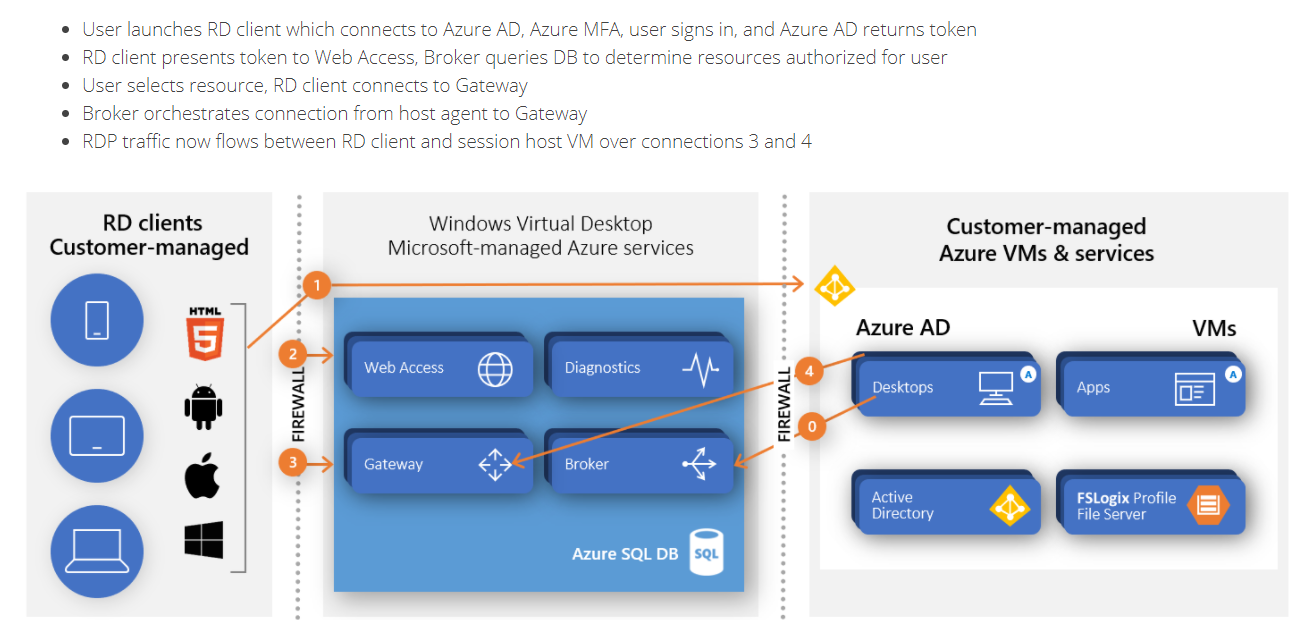 User launches RD client which connects to Azure AD, Azure MFA, user signs in, and Azure AD returns token
RD client presents token to Web Access, Broker queries DB to determine resources authorized for user
User selects resource, RD client connects to Gateway
Broker orchestrates connection from host agent to Gateway
RDP traffic now flows between RD client and session host VM over connections 3 and 4
RD clients
Customer-managed
HTML
5
FIREWALL
1
2
3
Windows Virtual Desktop
Microsoft-managed Azure services
Web Access
Diagnostics
Gateway
Broker
Azure SQL DB
SQL
FIREWALL
4
0
Customer-managed
Azure VMs & services
Azure AD
VMs
Desktops
A
Apps
A
Active
Directory
FSLogix Profile
File Server